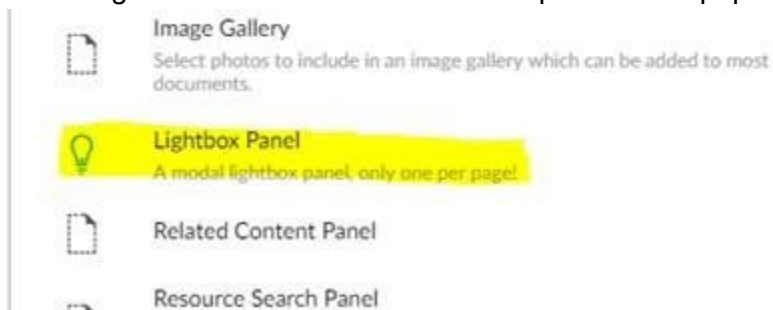 Image Gallery
Select photos to include in an image gallery which can be added to most
documents.
Lightbox Panel
A modal lightbox panel, only one per page!
Related Content Panel
Resource Search Panel